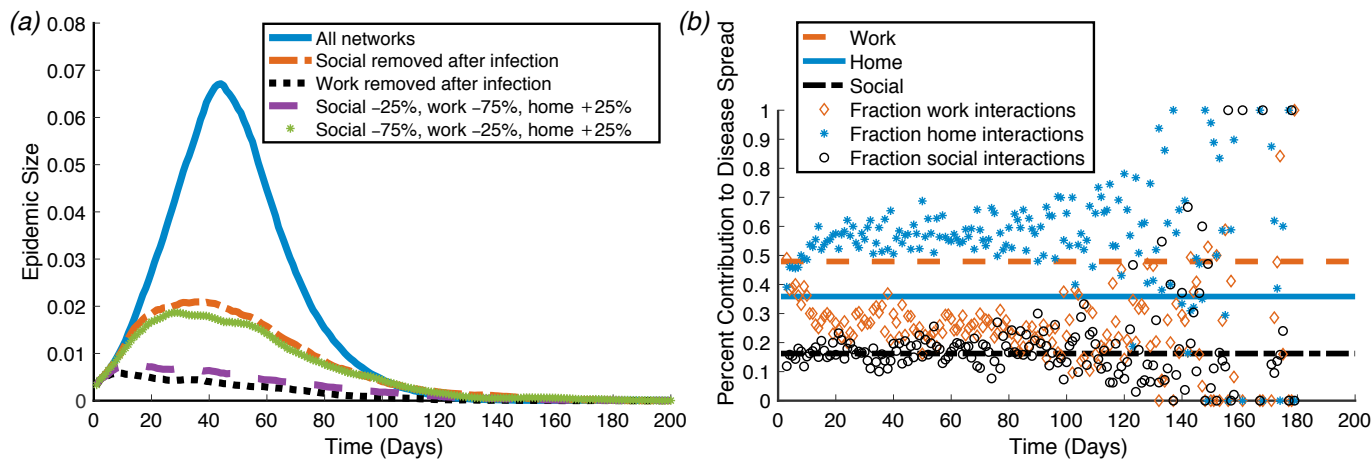 (a)
0.08
0.07
0.06
0.05
0.04
0.03
0.02
0.01
0
Epidemic Size
0 20 40 60 80 100 120 140 160 180 200
Time (Days)
All networks
Social removed after infection
Work removed after infection
Social −25%, work −75%, home +25%
Social −75%, work −25%, home +25%
(b)
Work
Home
Social
Fraction work interactions
Fraction home interactions
Fraction social interactions
Percent Contribution to Disease Spread
1
0.9
0.8
0.7
0.6
0.5
0.4
0.3
0.2
0.1
0
0 20 40 60 80 100 120 140 160 180 200
Time (Days)